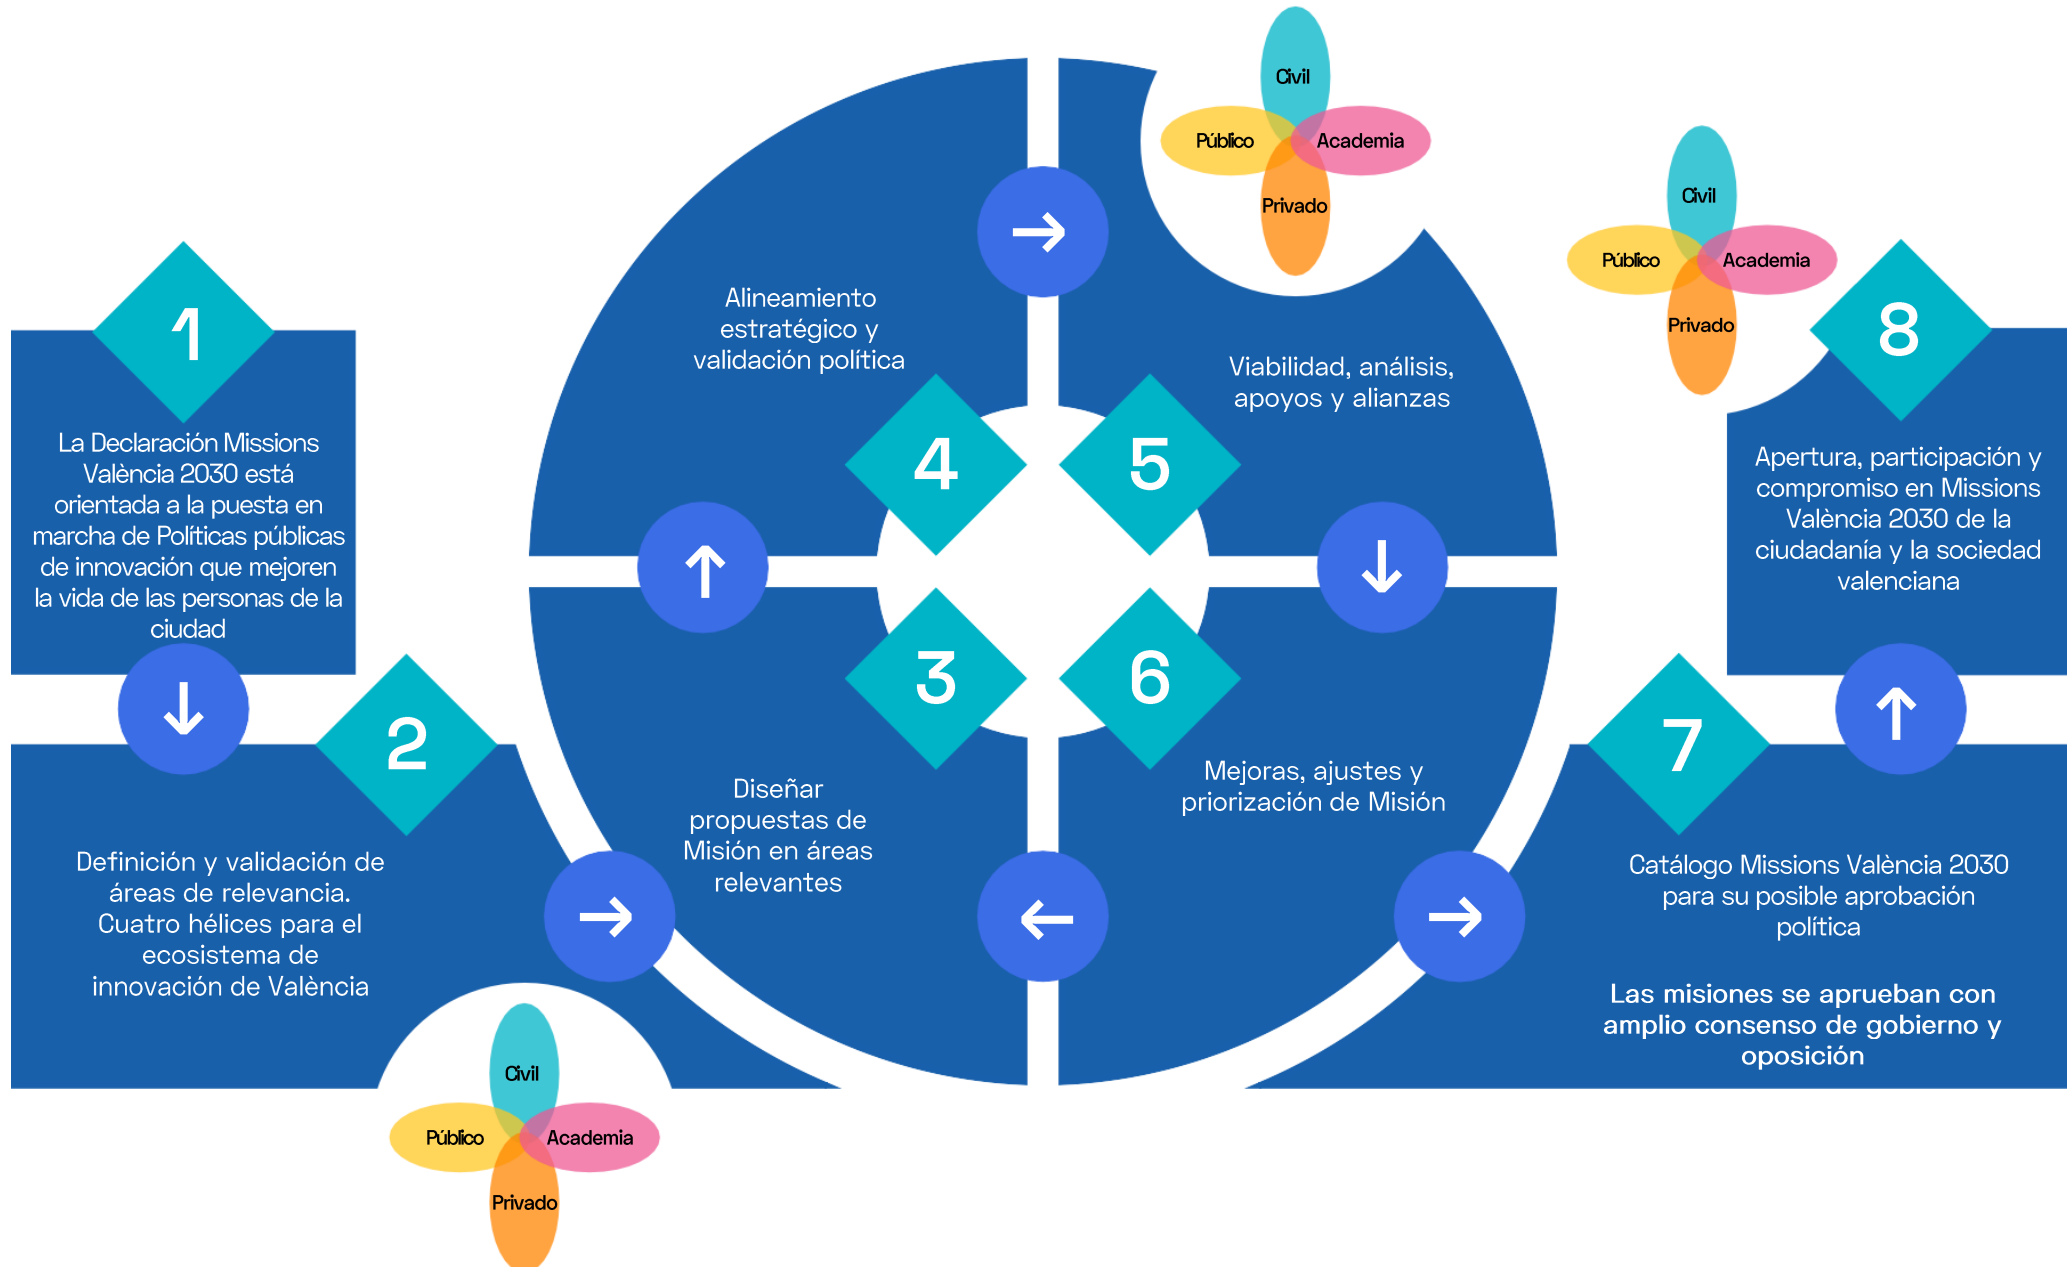 1
La Declaración Missions
València 2030 está
orientada a la puesta en
marcha de Políticas públicas
de innovación que mejoren
la vida de las personas de la
ciudad
2
Definición y validación de
áreas de relevancia.
Cuatro hélices para el
ecosistema de
innovación de València
Civil
Público
Academia
Privado
3
Diseñar
propuestas de
Misión en áreas
relevantes
4
Alineamiento
estratégico y
validación política
5
Viabilidad, análisis,
apoyos y alianzas
Civil
Público
Academia
Privado
6
Mejoras, ajustes y
priorización de Misión
7
Catálogo Missions València 2030
para su posible aprobación
política
Las misiones se aprueban con
amplio consenso de gobierno y
oposición
8
Apertura, participación y
compromiso en Missions
València 2030 de la
ciudadanía y la sociedad
valenciana
Civil
Público
Academia
Privado